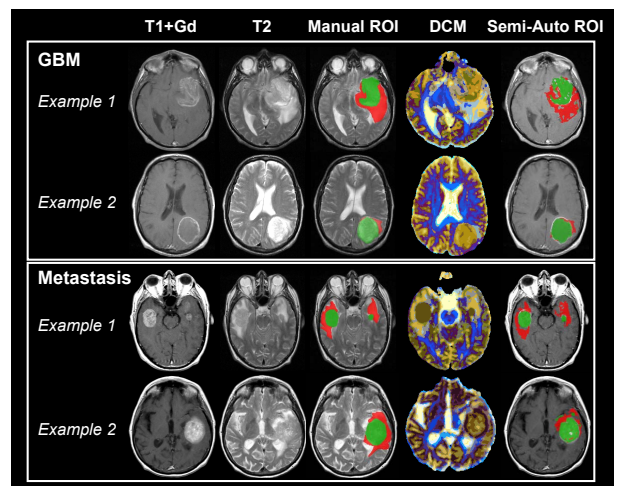 T1+Gd T2 Manual ROI DCM Semi-Auto ROI
GBM
Example 1
Example 2
Metastasis
Example 1
Example 2